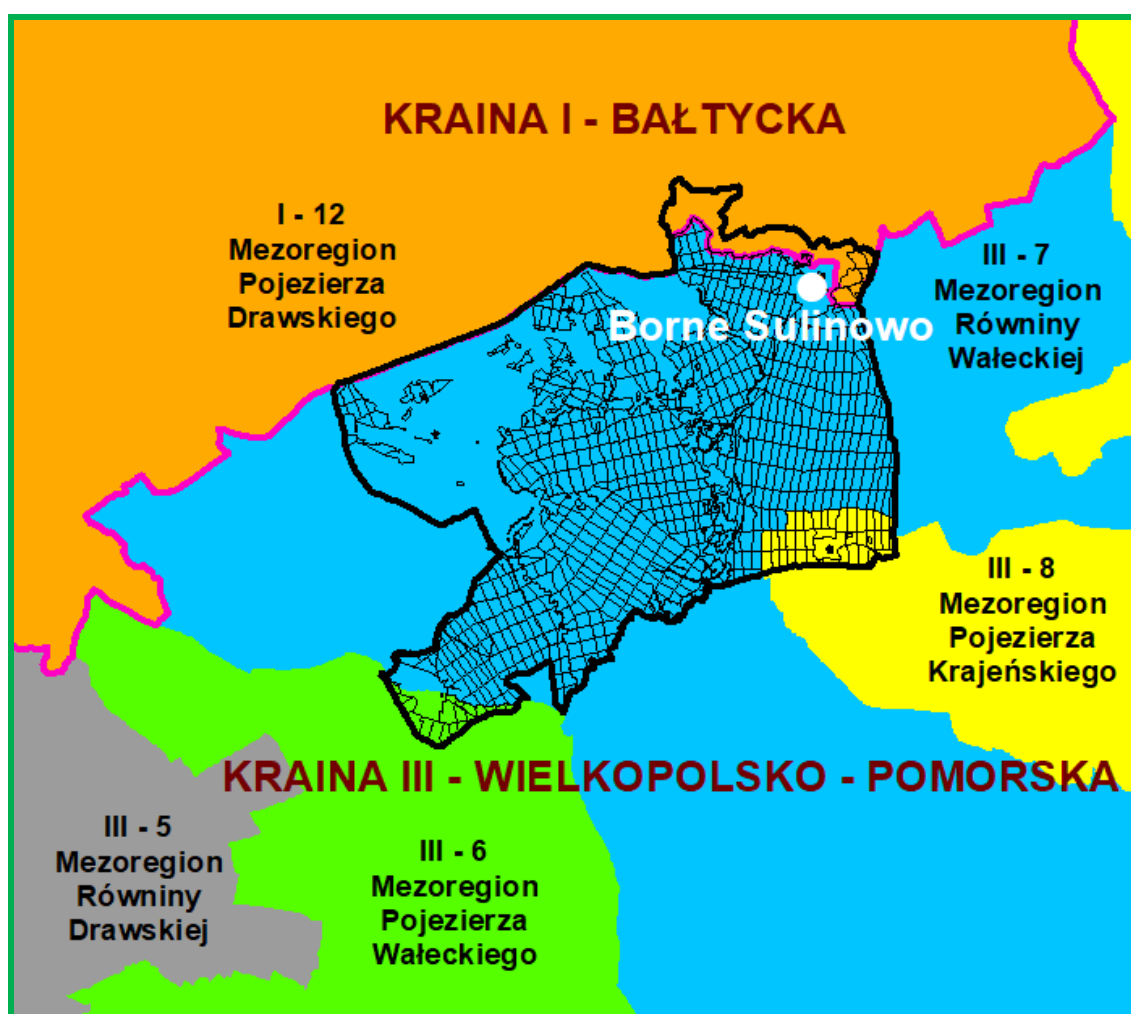 KRAINA I - BAŁTYCKA
I - 12
Mezoregion
Pojezierza
Drawskiego
III - 7
Mezoregion
Równiny
Wałeckiej
Borne Sulinowo
III - 8
Mezoregion
Pojezierza
Krajeńskiego
KRAINA III - WIELKOPOLSKO - POMORSKA
III - 5
Mezoregion
Równiny
Drawskiej
III - 6
Mezoregion
Pojezierza
Wałeckiego